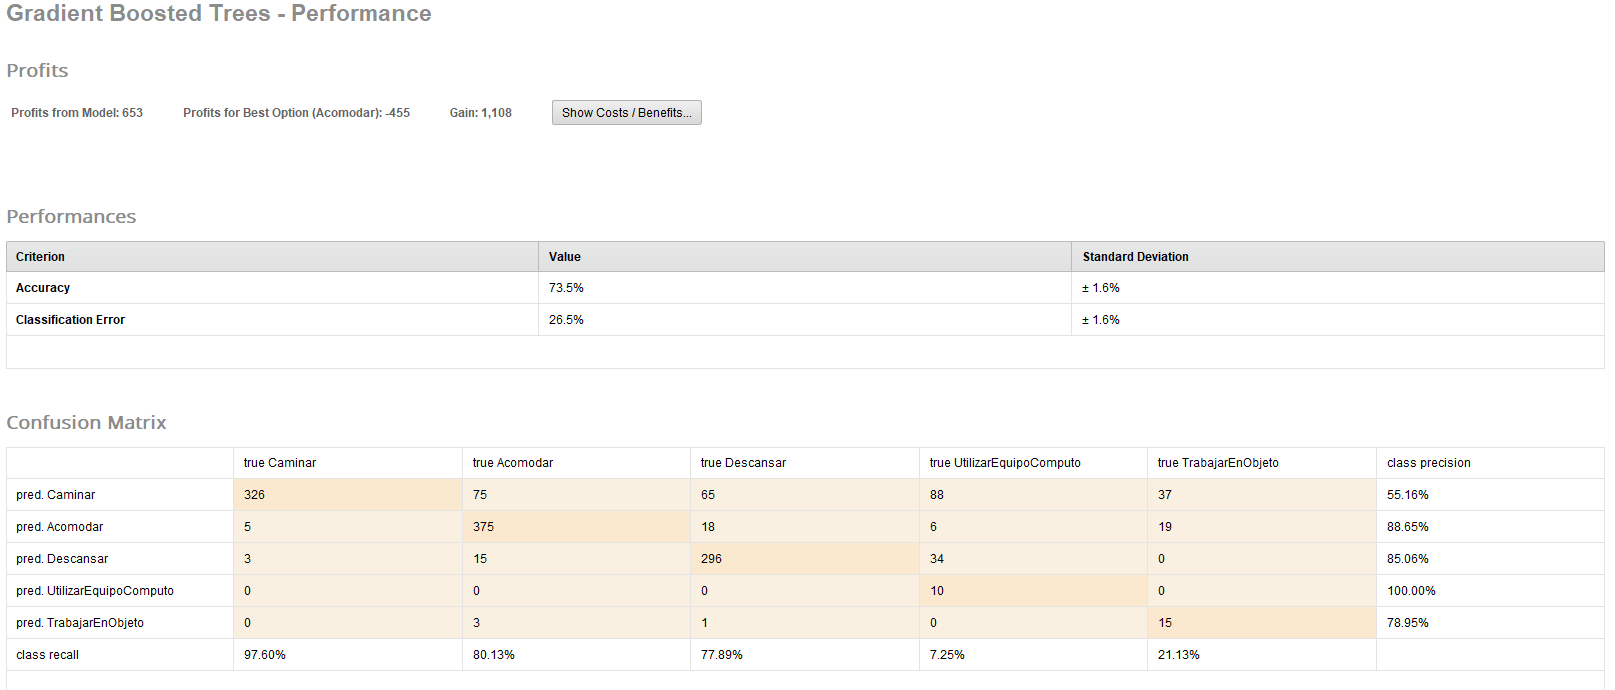 Gradient Boosted Trees - Performance
Profits
Profits from Model: 653 Profits for Best Option (Acomodar): -455 Gain: 1,108 Show Costs / Benefits...
Performances
Criterion Value Standard Deviation
Accuracy 73.5% ± 1.6%
Classification Error 26.5% ± 1.6%
Confusion Matrix
true Caminar true Acomodar true Descansar true UtilizarEquipoComputo true TrabajarEnObjeto class precision
pred. Caminar 326 75 65 88 37 55.16%
pred. Acomodar 5 375 18 6 19 88.65%
pred. Descansar 3 15 296 34 0 85.06%
pred. UtilizarEquipoComputo 0 0 0 10 0 100.00%
pred. TrabajarEnObjeto 0 3 1 0 15 78.95%
class recall 97.60% 80.13% 77.89% 7.25% 21.13%